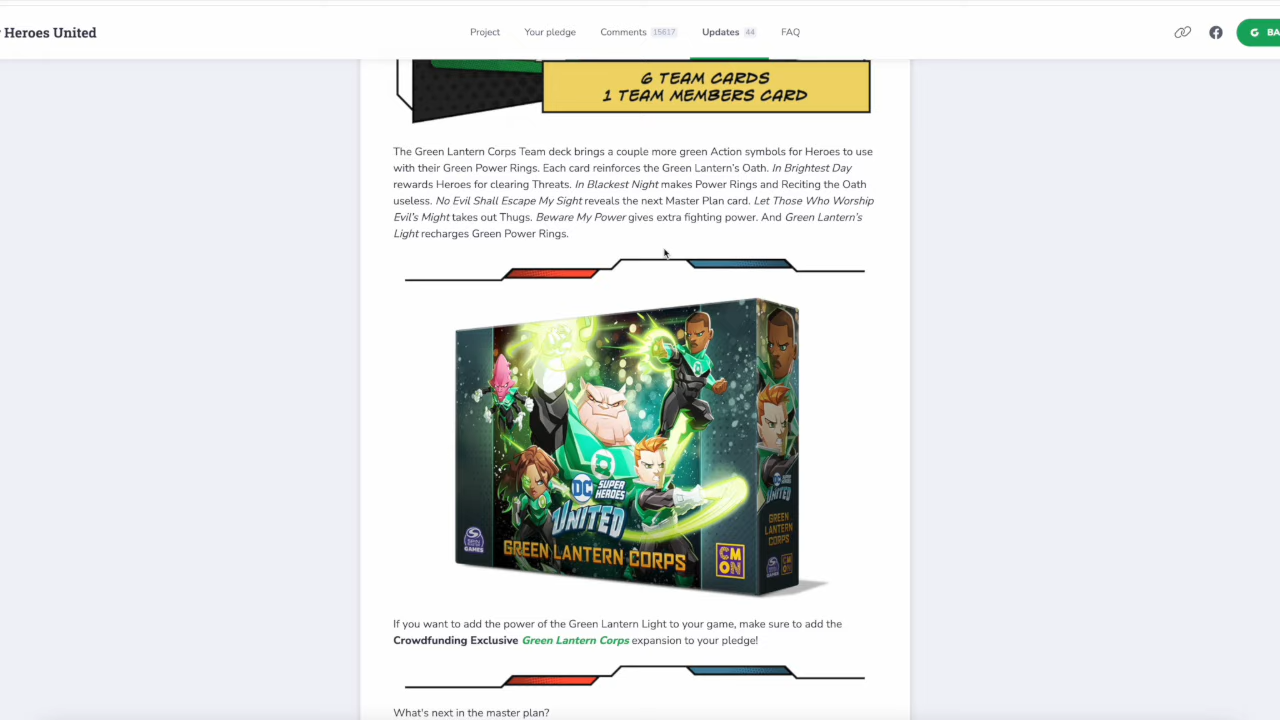 Heroes United
Project
Your pledge
Comments 15617
Updates 44
FAQ
BA
6 TEAM CARDS
1 TEAM MEMBERS CARD
The Green Lantern Corps Team deck brings a couple more green Action symbols for Heroes to use
with their Green Power Rings. Each card reinforces the Green Lantern's Oath. In Brightest Day
rewards Heroes for clearing Threats. In Blackest Night makes Power Rings and Reciting the Oath
useless. No Evil Shall Escape My Sight reveals the next Master Plan card. Let Those Who Worship
Evil's Might takes out Thugs. Beware My Power gives extra fighting power. And Green Lantern's
Light recharges Green Power Rings.
DC
SUPER
HEROES
UNITED
GREEN LANTERN CORPS
GAMES
CM
ON
UNITED
GREEN
LANTERN
CORPS
If you want to add the power of the Green Lantern Light to your game, make sure to add the
Crowdfunding Exclusive Green Lantern Corps expansion to your pledge!
What's next in the master plan?